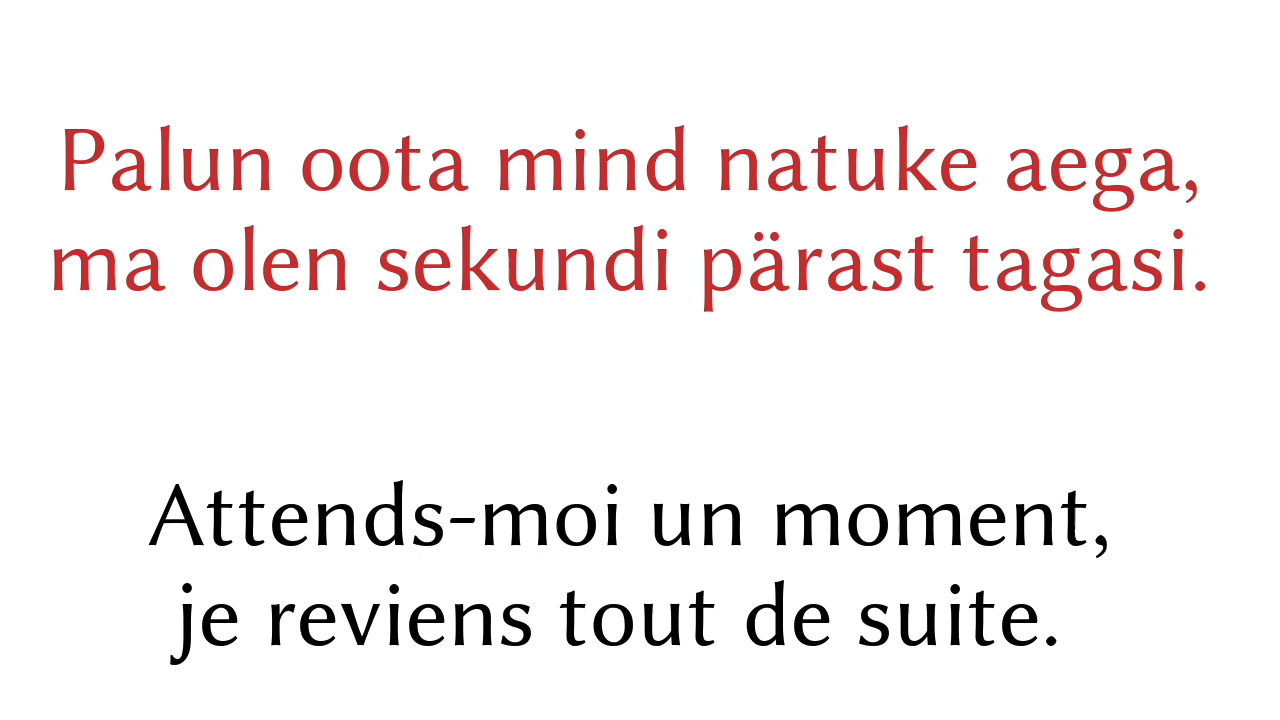 Palun oota mind natuke aega,
ma olen sekundi pärast tagasi.
Attends-moi un moment,
je reviens tout de suite.